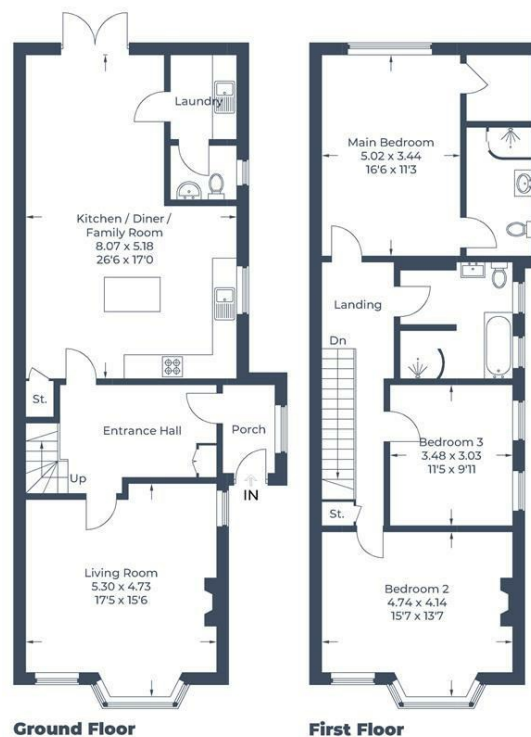 Laundry
Kitchen / Diner /
Family Room
8.07 x 5.18
26'6 x 17'0
St.
Entrance Hall
Porch
Up
IN
Living Room
5.30 x 4.73
17'5 x 15'6
Ground Floor
Main Bedroom
5.02 x 3.44
16'6 x 11'3
Landing
Dn
Bedroom 3
3.48 x 3.03
11'5 x 9'11
St.
Bedroom 2
4.74 x 4.14
15'7 x 13'7
First Floor